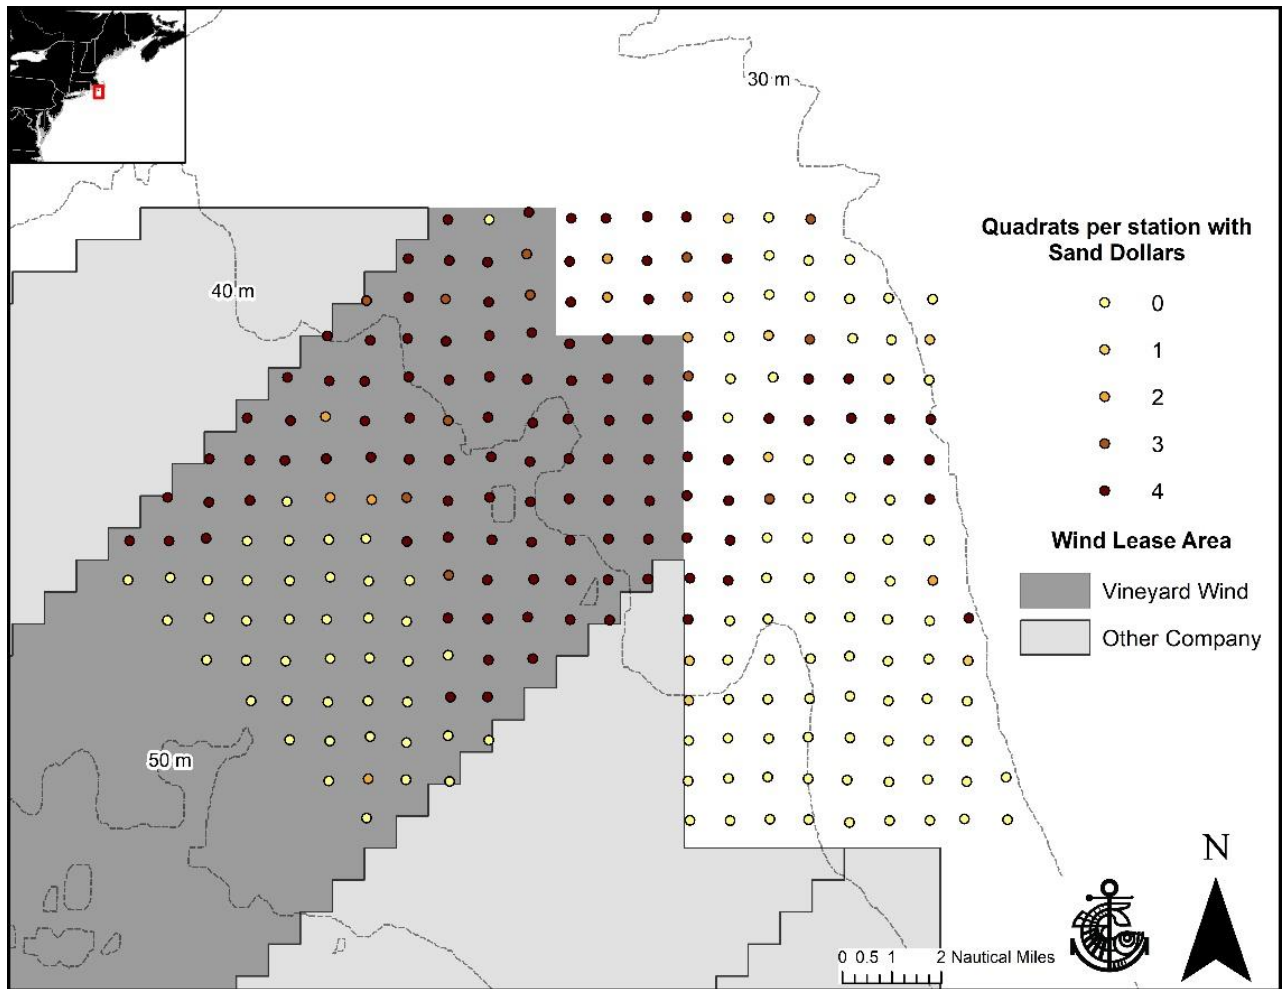 30 m
40 m
50 m
Quadrats per station with
Sand Dollars
0
1
2
3
4
Wind Lease Area
Vineyard Wind
Other Company
N
0 0.5 1 2 Nautical Miles